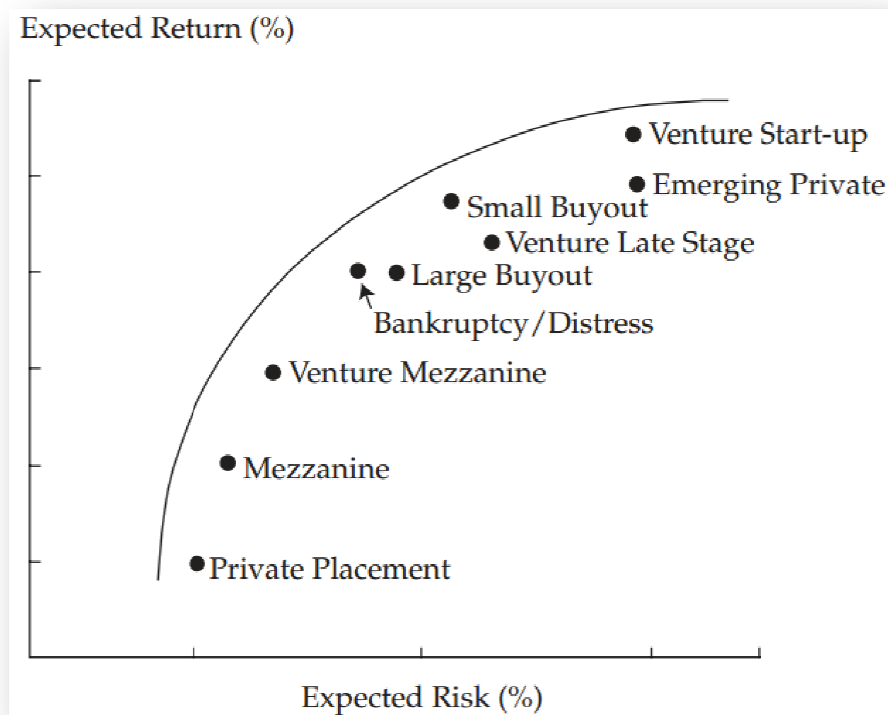 Expected Return (%)
Venture Start-up
Emerging Private
Small Buyout
Venture Late Stage
Large Buyout
Bankruptcy/Distress
Venture Mezzanine
Mezzanine
Private Placement
Expected Risk (%)